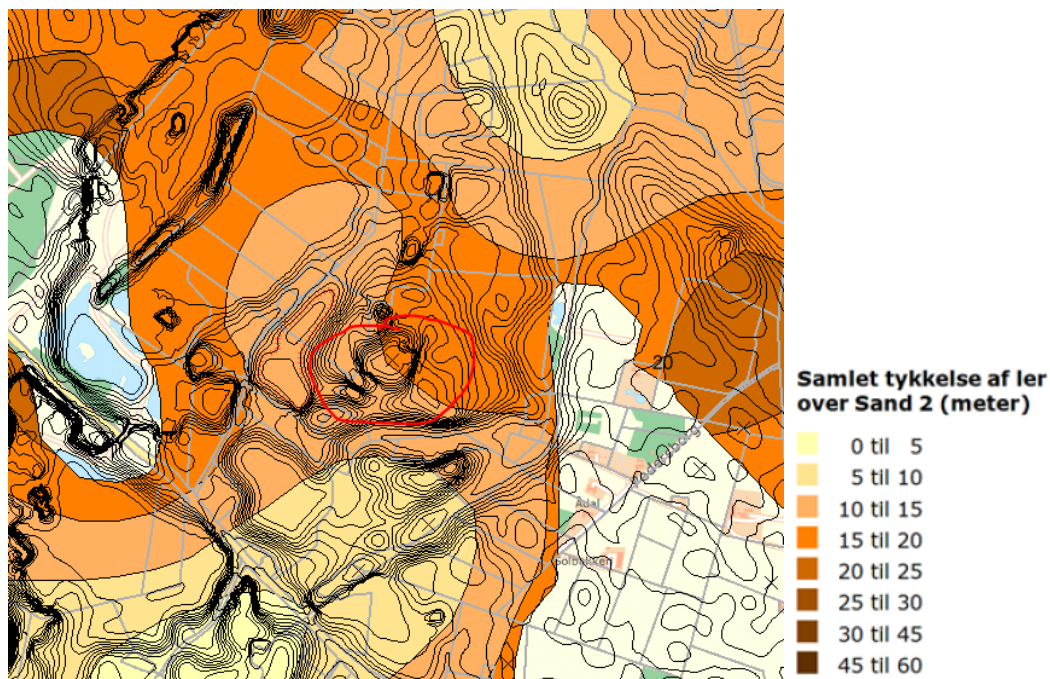 20
Ådal
Solbakken
Samlet tykkelse af ler
over Sand 2 (meter)
0 til 5
5 til 10
10 til 15
15 til 20
20 til 25
25 til 30
30 til 45
45 til 60